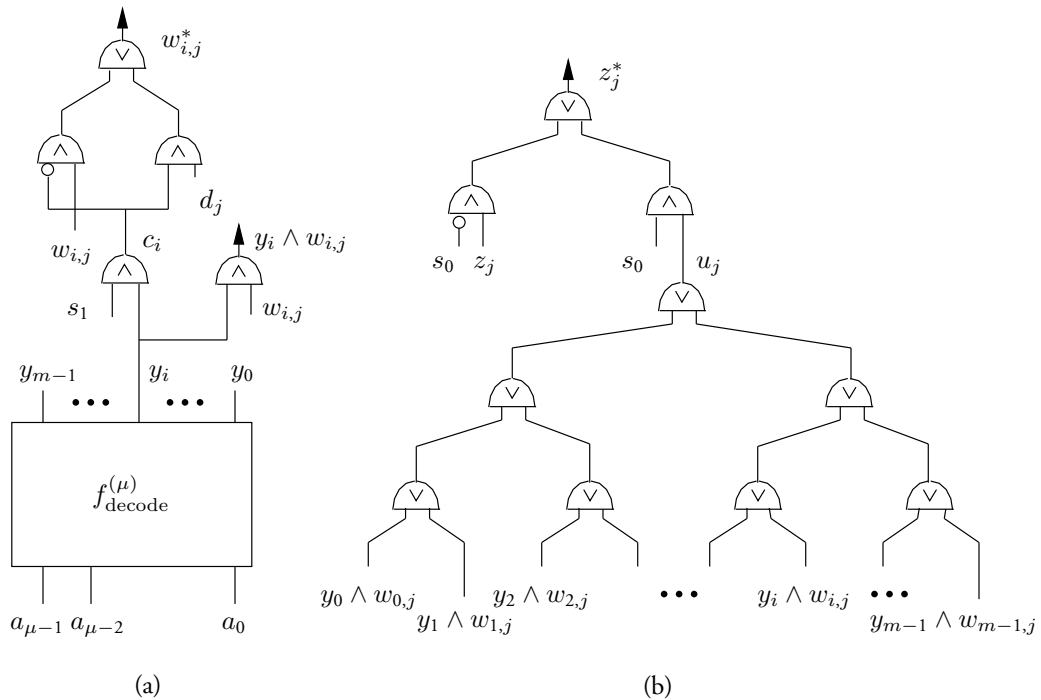 w*_{i,j}
∨
∧ ∧
w_{i,j} c_i d_j
∧ ∧
y_i ∧ w_{i,j}
s_1 w_{i,j}
y_{m−1} • • • y_i • • • y_0
f^{(μ)}_{decode}
a_{μ−1} a_{μ−2} a_0
(a)
z*_j
∨
∧ ∧
s_0 z_j s_0 u_j
∨
∨ ∨
∨ ∨ ∨ ∨
y_0 ∧ w_{0,j} y_2 ∧ w_{2,j} • • • y_i ∧ w_{i,j} • • •
y_1 ∧ w_{1,j} y_{m−1} ∧ w_{m−1,j}
(b)